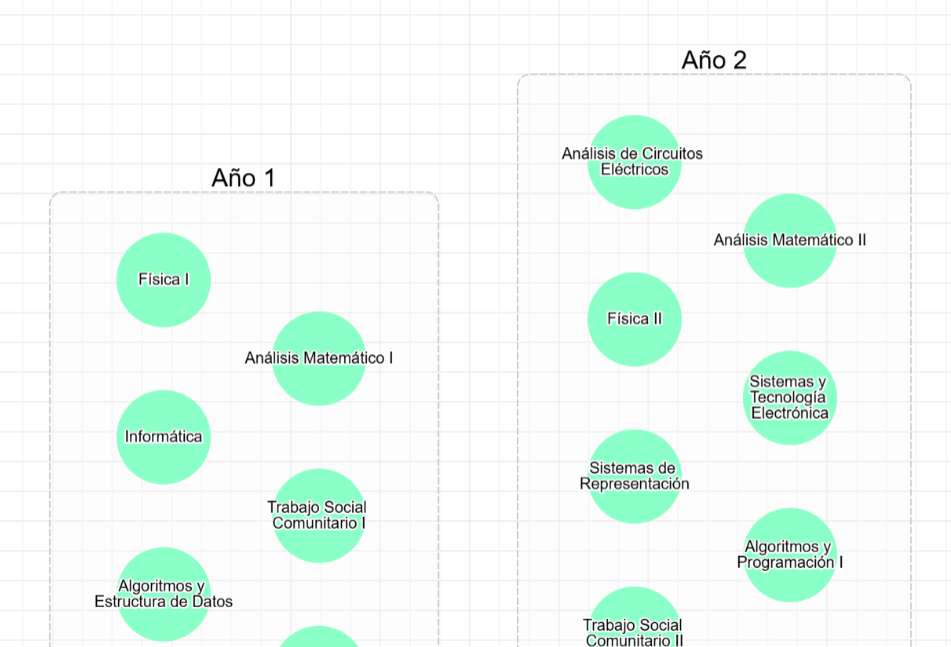 Año 1
Física I
Análisis Matemático I
Informática
Trabajo Social
Comunitario I
Algoritmos y
Estructura de Datos
Año 2
Análisis de Circuitos
Eléctricos
Análisis Matemático II
Física II
Sistemas y
Tecnología
Electrónica
Sistemas de
Representación
Algoritmos y
Programación I
Trabajo Social
Comunitario II